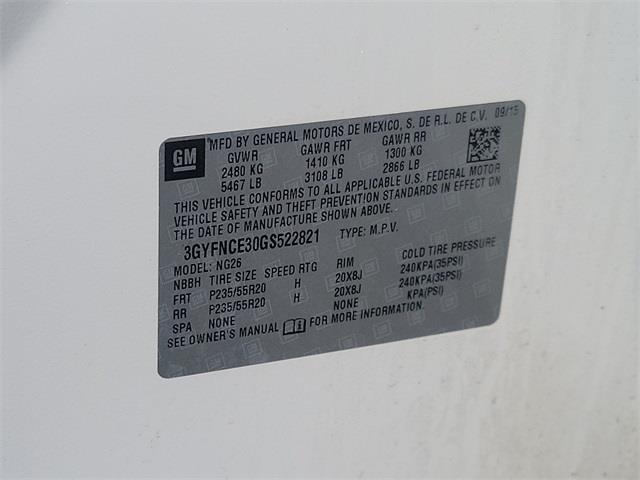 GM
MFD BY GENERAL MOTORS DE MEXICO, S. DE R.L. DE C.V. 09/15
GVWR GAWR FRT GAWR RR
2480 KG 1410 KG 1300 KG
5467 LB 3108 LB 2866 LB
THIS VEHICLE CONFORMS TO ALL APPLICABLE U.S. FEDERAL MOTOR
VEHICLE SAFETY AND THEFT PREVENTION STANDARDS IN EFFECT ON
THE DATE OF MANUFACTURE SHOWN ABOVE.
3GYFNCE30GS522821 TYPE: M.P.V.
MODEL: NG26
NBBH TIRE SIZE SPEED RTG RIM COLD TIRE PRESSURE
FRT P235/55R20 H 20X8J 240KPA(35PSI)
RR P235/55R20 H 20X8J 240KPA(35PSI)
SPA NONE NONE KPA(PSI)
SEE OWNER'S MANUAL FOR MORE INFORMATION.